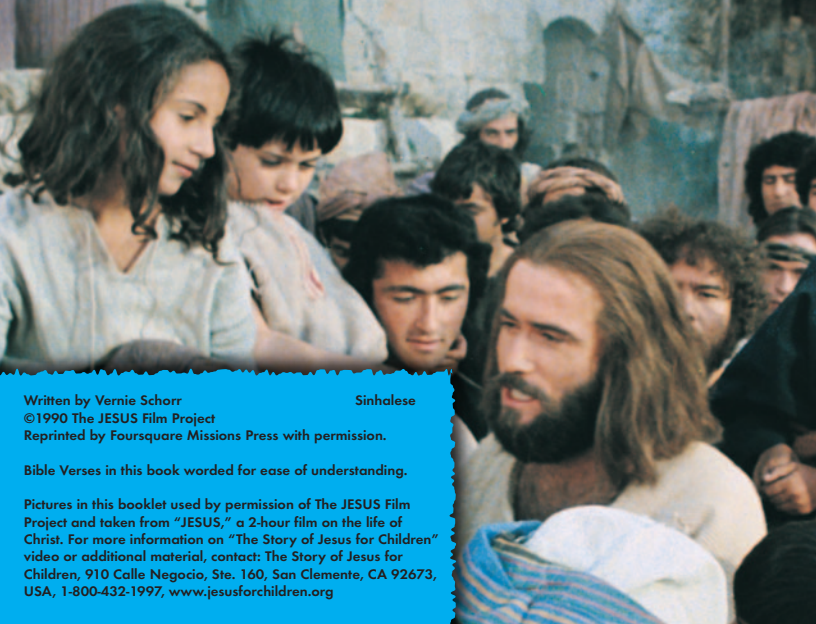 Written by Vernie Schorr Sinhalese
©1990 The JESUS Film Project
Reprinted by Foursquare Missions Press with permission.
Bible Verses in this book worded for ease of understanding.
Pictures in this booklet used by permission of The JESUS Film
Project and taken from “JESUS,” a 2-hour film on the life of
Christ. For more information on “The Story of Jesus for Children”
video or additional material, contact: The Story of Jesus for
Children, 910 Calle Negocio, Ste. 160, San Clemente, CA 92673,
USA, 1-800-432-1997, www.jesusforchildren.org